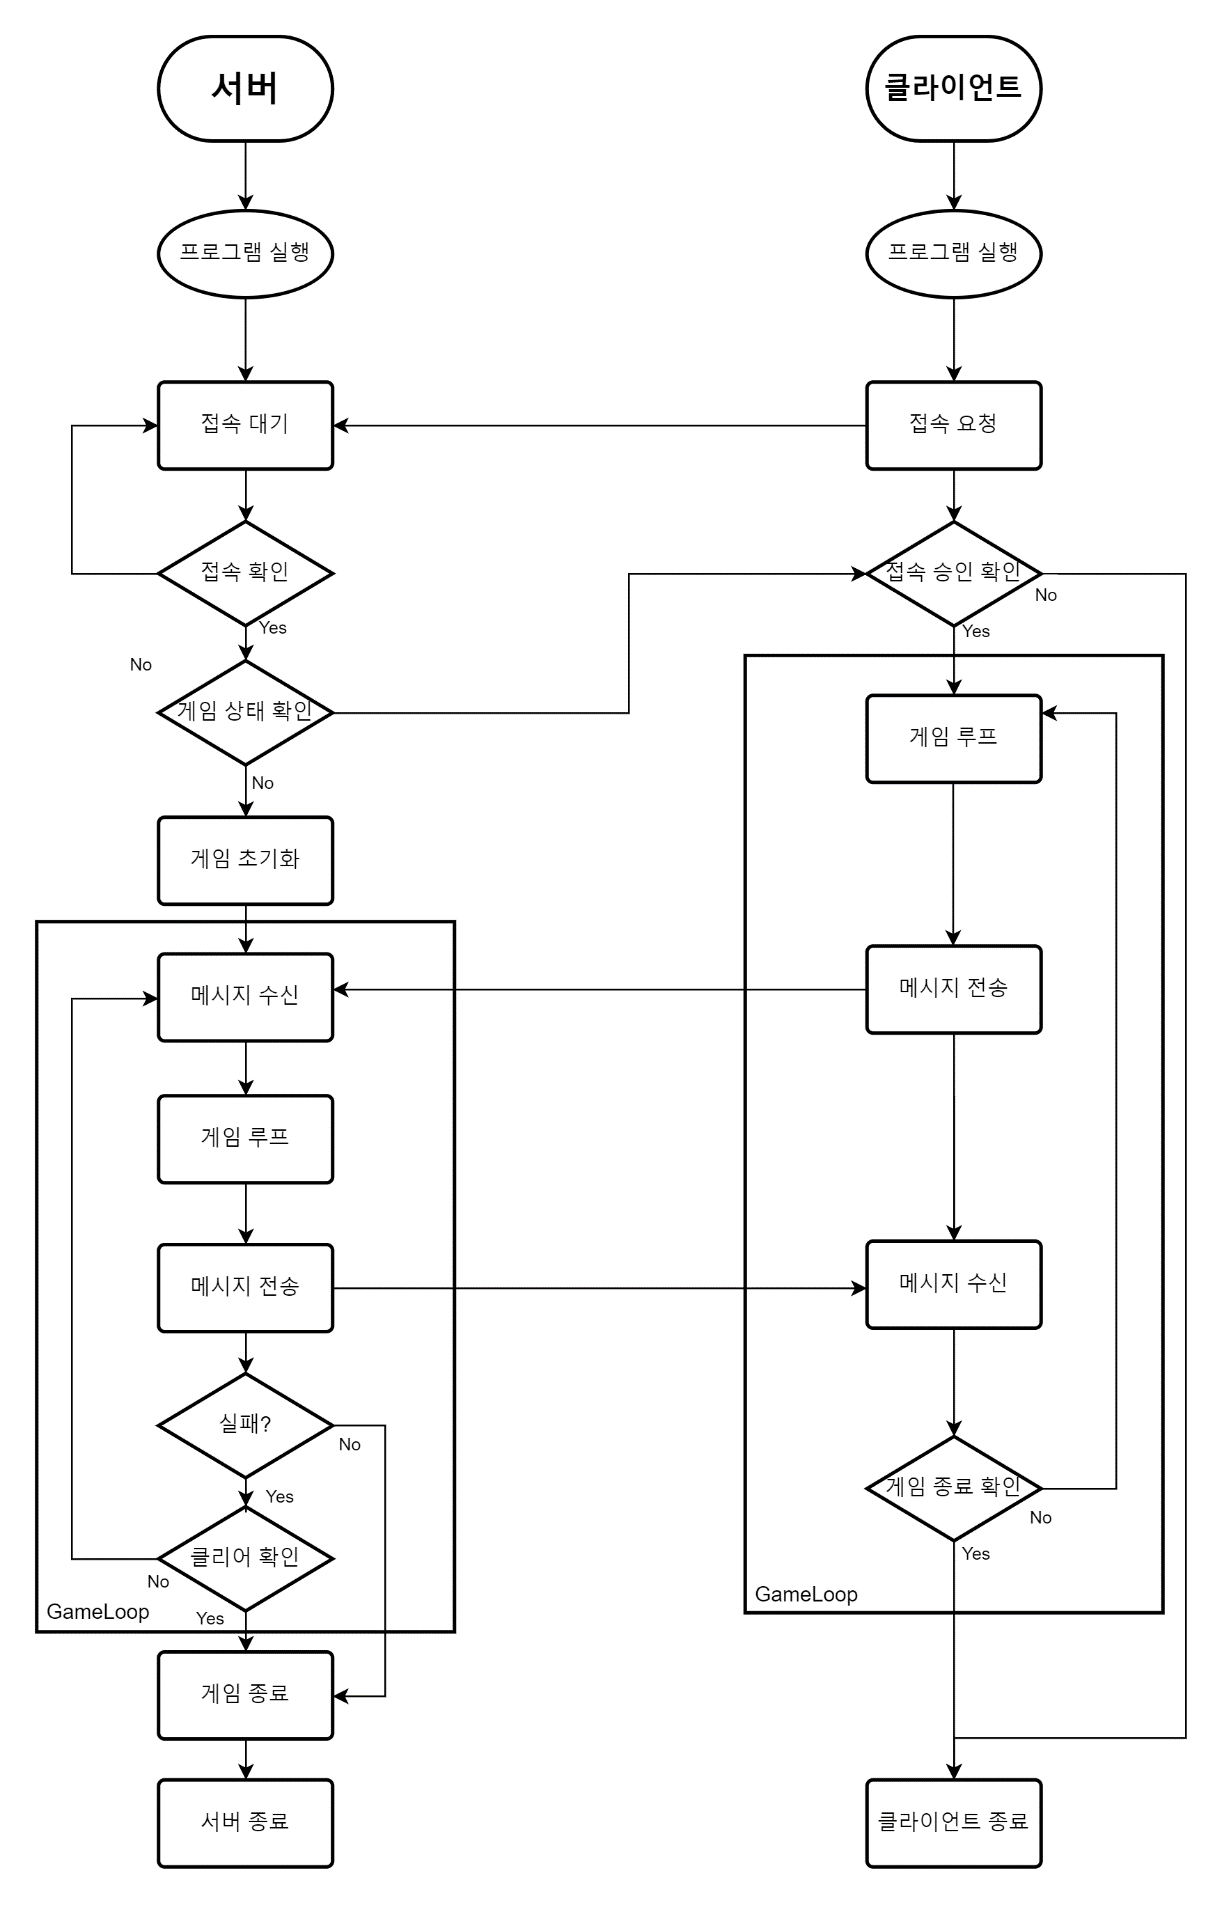 서버
클라이언트
프로그램 실행
프로그램 실행
접속 대기
접속 요청
접속 확인
접속 승인 확인
No
Yes
Yes
No
게임 상태 확인
게임 루프
No
게임 초기화
메시지 수신
메시지 전송
게임 루프
메시지 전송
메시지 수신
실패?
No
Yes
게임 종료 확인
No
Yes
클리어 확인
No
Yes
GameLoop
GameLoop
게임 종료
서버 종료
클라이언트 종료